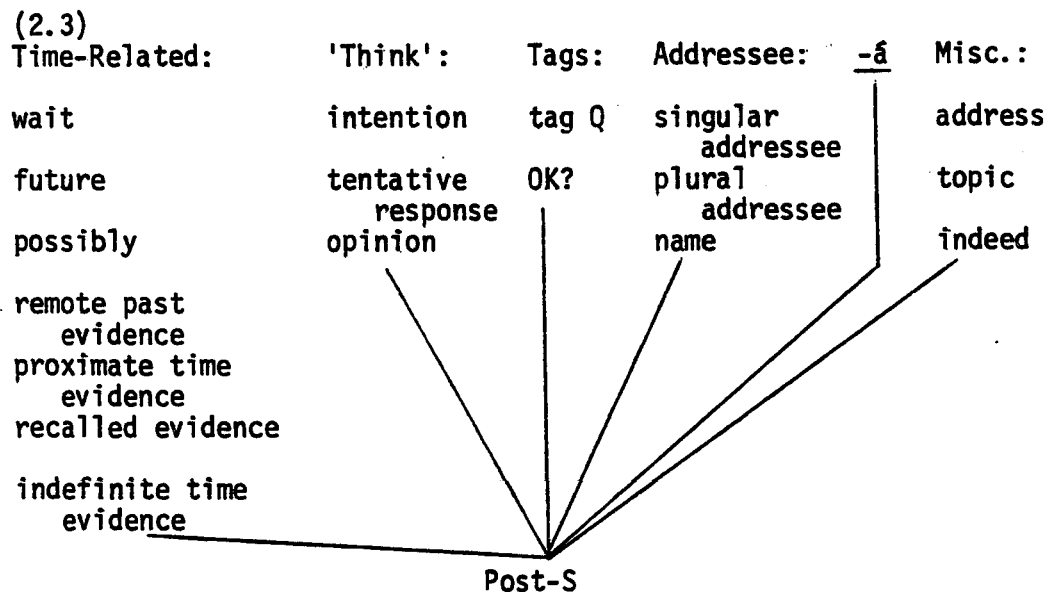 (2.3)
Time-Related: 'Think': Tags: Addressee: -á Misc.:
wait intention tag Q singular address
addressee
future tentative OK? plural topic
response addressee
possibly opinion name indeed
remote past
evidence
proximate time
evidence
recalled evidence
indefinite time
evidence
Post-S